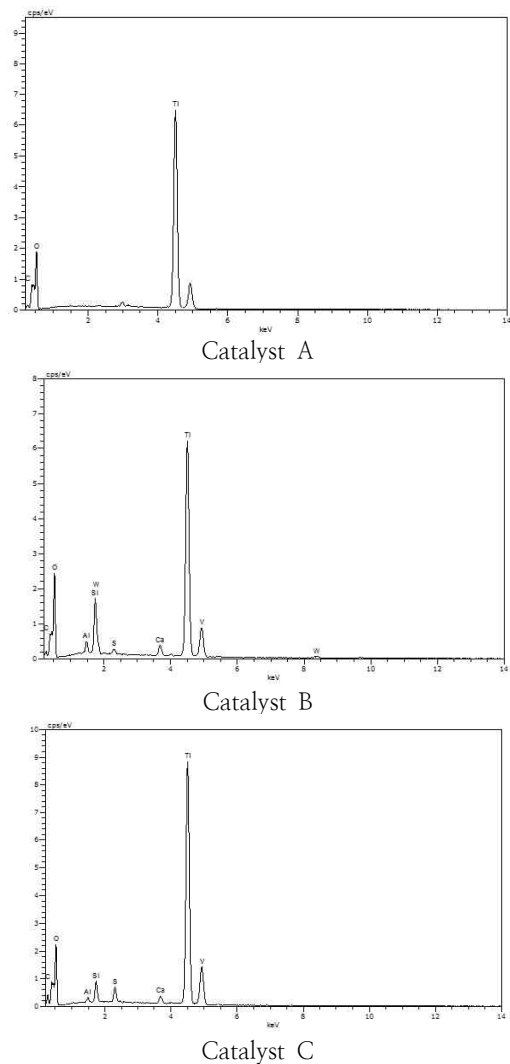 cps/eV
9
8
7
6
5
4
3
2
1
0
Ti
O
C
2 4 6 8 10 12 14
keV
Catalyst A
cps/eV
8
7
6
5
4
3
2
1
0
Ti
O
W
Si
C
Al
S
Ca
V
W
2 4 6 8 10 12 14
keV
Catalyst B
cps/eV
10
9
8
7
6
5
4
3
2
1
0
Ti
O
C
Al
Si
S
Ca
V
2 4 6 8 10 12 14
keV
Catalyst C